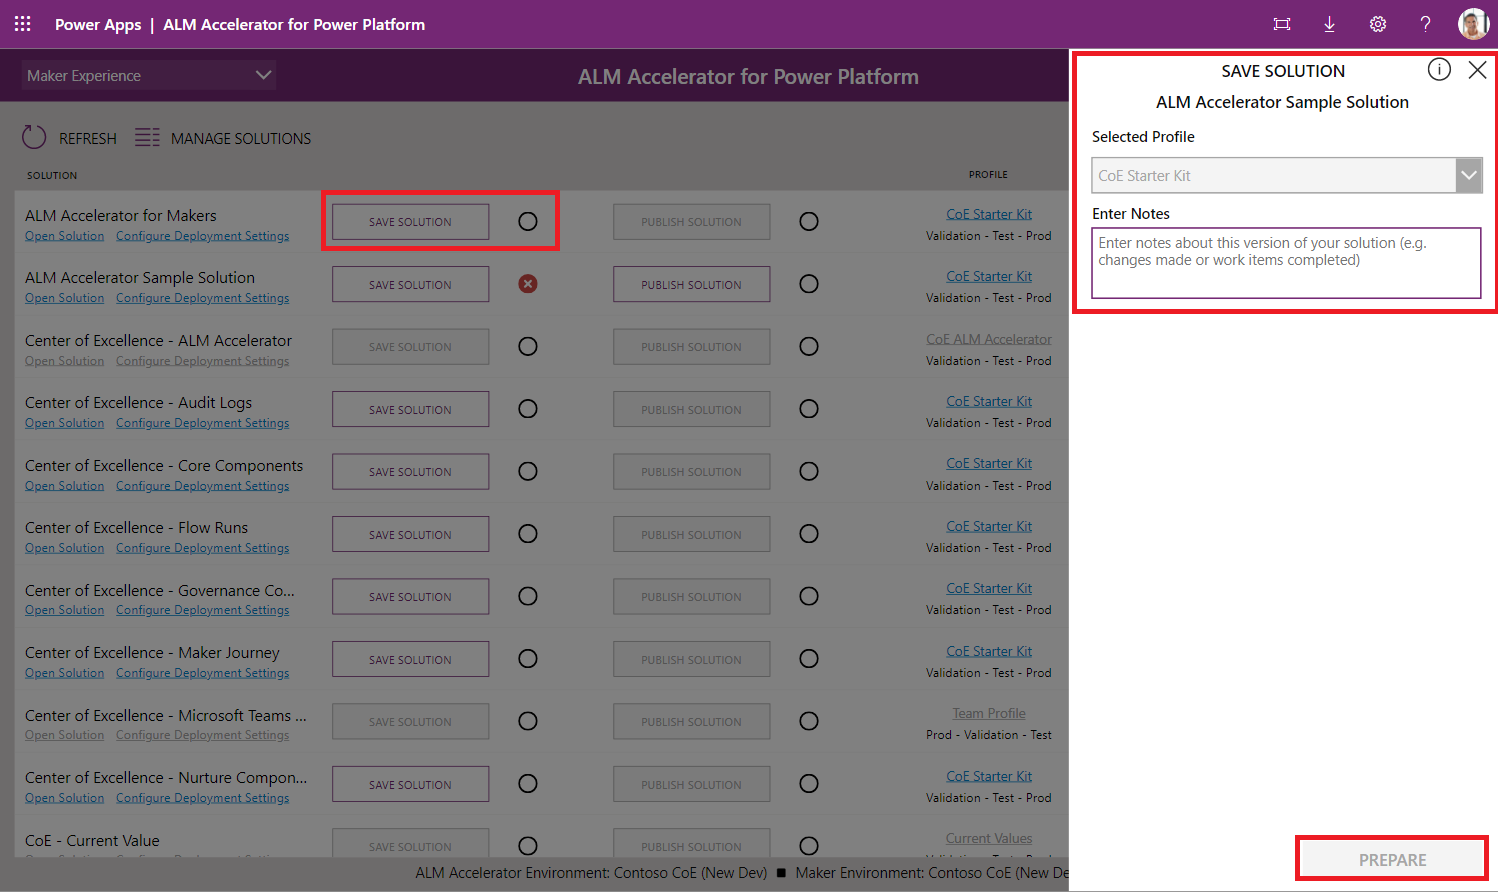 Power Apps | ALM Accelerator for Power Platform
Maker Experience
ALM Accelerator for Power Platform
REFRESH MANAGE SOLUTIONS
SOLUTION PROFILE
ALM Accelerator for Makers
Open Solution Configure Deployment Settings
SAVE SOLUTION
PUBLISH SOLUTION
CoE Starter Kit
Validation - Test - Prod
ALM Accelerator Sample Solution
Open Solution Configure Deployment Settings
SAVE SOLUTION
PUBLISH SOLUTION
CoE Starter Kit
Validation - Test - Prod
Center of Excellence - ALM Accelerator
Open Solution Configure Deployment Settings
SAVE SOLUTION
PUBLISH SOLUTION
CoE ALM Accelerator
Validation - Test - Prod
Center of Excellence - Audit Logs
Open Solution Configure Deployment Settings
SAVE SOLUTION
PUBLISH SOLUTION
CoE Starter Kit
Validation - Test - Prod
Center of Excellence - Core Components
Open Solution Configure Deployment Settings
SAVE SOLUTION
PUBLISH SOLUTION
CoE Starter Kit
Validation - Test - Prod
Center of Excellence - Flow Runs
Open Solution Configure Deployment Settings
SAVE SOLUTION
PUBLISH SOLUTION
CoE Starter Kit
Validation - Test - Prod
Center of Excellence - Governance Co...
Open Solution Configure Deployment Settings
SAVE SOLUTION
PUBLISH SOLUTION
CoE Starter Kit
Validation - Test - Prod
Center of Excellence - Maker Journey
Open Solution Configure Deployment Settings
SAVE SOLUTION
PUBLISH SOLUTION
CoE Starter Kit
Validation - Test - Prod
Center of Excellence - Microsoft Teams ...
Open Solution Configure Deployment Settings
SAVE SOLUTION
PUBLISH SOLUTION
Team Profile
Prod - Validation - Test
Center of Excellence - Nurture Compon...
Open Solution Configure Deployment Settings
SAVE SOLUTION
PUBLISH SOLUTION
CoE Starter Kit
Validation - Test - Prod
CoE - Current Value
SAVE SOLUTION
PUBLISH SOLUTION
Current Values
ALM Accelerator Environment: Contoso CoE (New Dev) ■ Maker Environment: Contoso CoE (New De
SAVE SOLUTION
ALM Accelerator Sample Solution
Selected Profile
CoE Starter Kit
Enter Notes
Enter notes about this version of your solution (e.g.
changes made or work items completed)
PREPARE